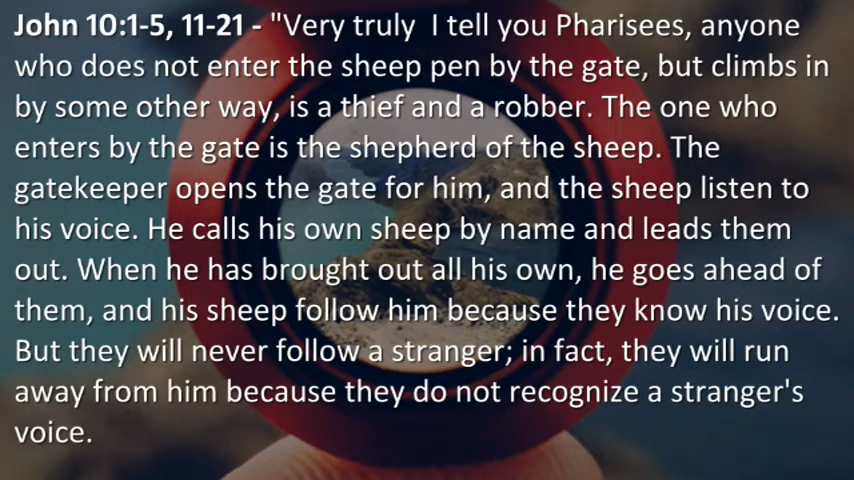 John 10:1-5, 11-21 - "Very truly  I tell you Pharisees, anyone
who does not enter the sheep pen by the gate, but climbs in
by some other way, is a thief and a robber. The one who
enters by the gate is the shepherd of the sheep. The
gatekeeper opens the gate for him, and the sheep listen to
his voice. He calls his own sheep by name and leads them
out. When he has brought out all his own, he goes ahead of
them, and his sheep follow him because they know his voice.
But they will never follow a stranger; in fact, they will run
away from him because they do not recognize a stranger's
voice.